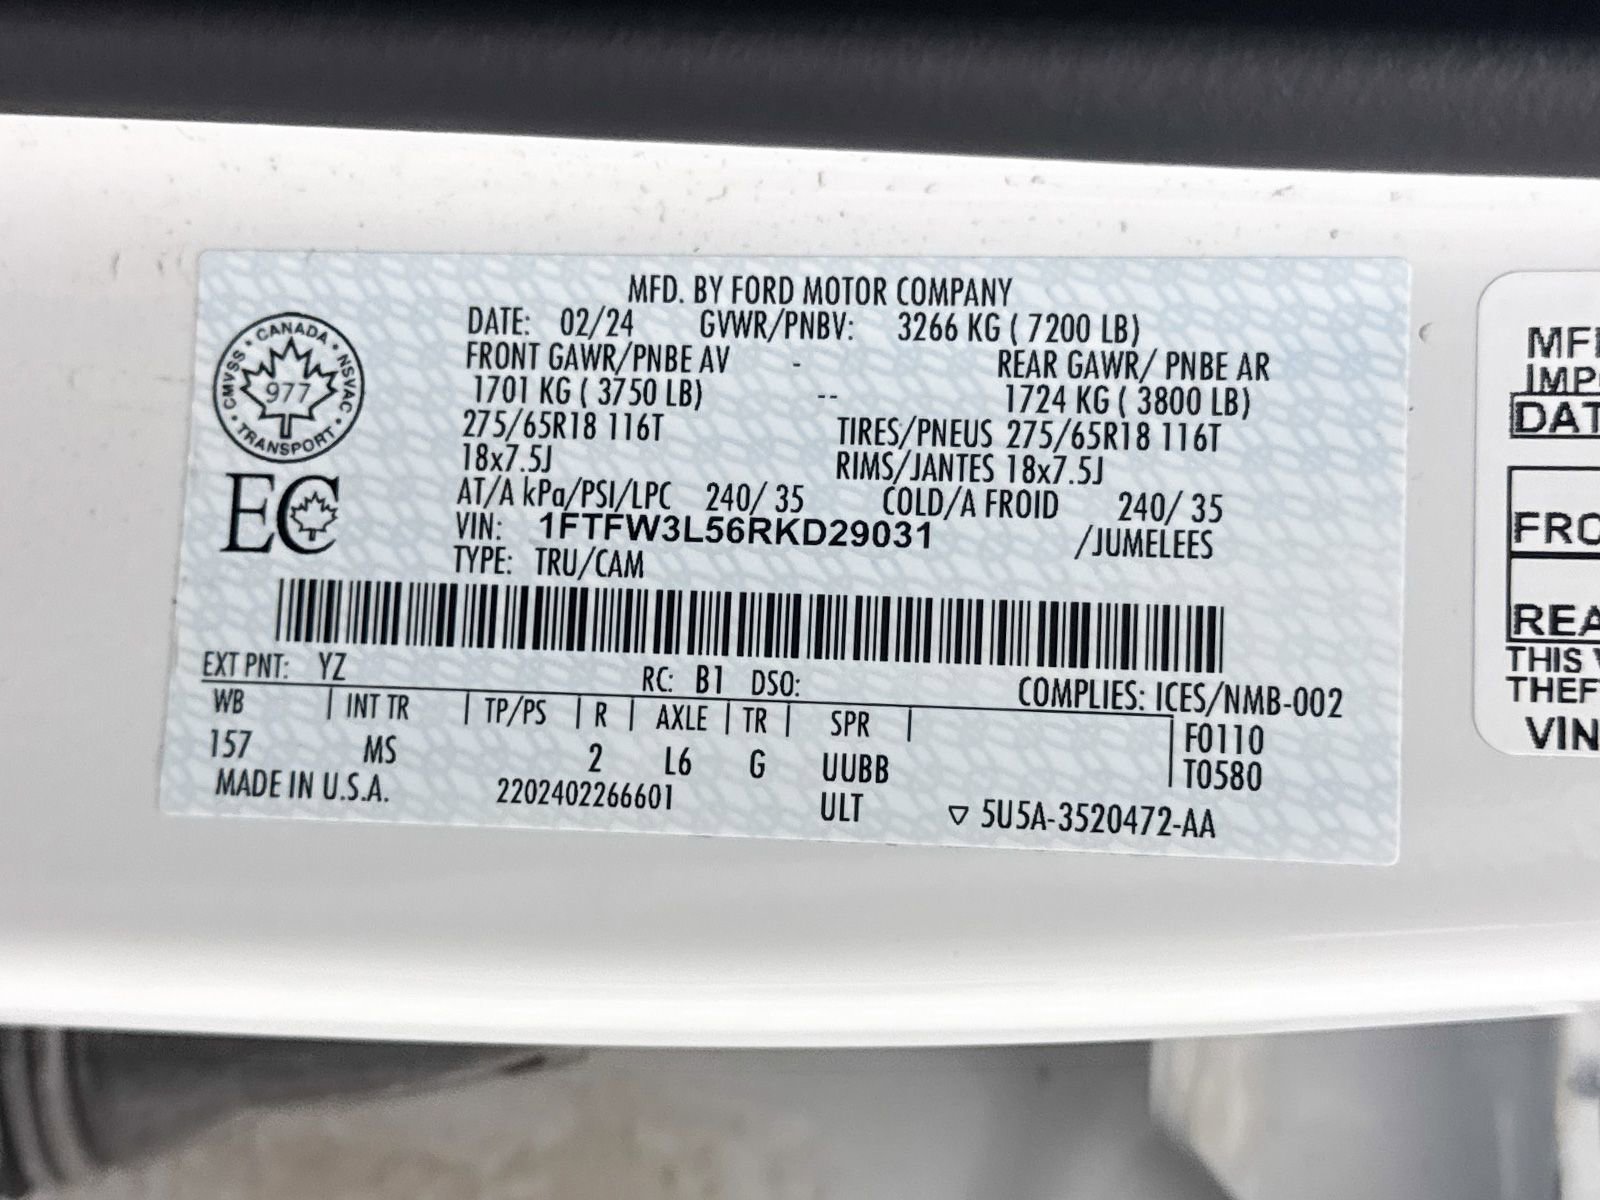 MFD. BY FORD MOTOR COMPANY
DATE: 02/24 GVWR/PNBV: 3266 KG ( 7200 LB)
FRONT GAWR/PNBE AV - REAR GAWR/ PNBE AR
1701 KG ( 3750 LB) -- 1724 KG ( 3800 LB)
275/65R18 116T TIRES/PNEUS 275/65R18 116T
18x7.5J RIMS/JANTES 18x7.5J
AT/A kPa/PSI/LPC 240/ 35 COLD/A FROID 240/ 35
VIN: 1FTFW3L56RKD29031 /JUMELEES
TYPE: TRU/CAM
CANADA
CMVSS • NSVAC
977
TRANSPORT
EC
EXT PNT: YZ RC: B1 DSO: COMPLIES: ICES/NMB-002
WB | INT TR | TP/PS | R | AXLE | TR | SPR | F0110
157 MS 2 L6 G UUBB T0580
MADE IN U.S.A. 2202402266601 ULT ▽ 5U5A-3520472-AA
MF
IMPO
DAT
FRO
REA
THIS
THEF
VIN